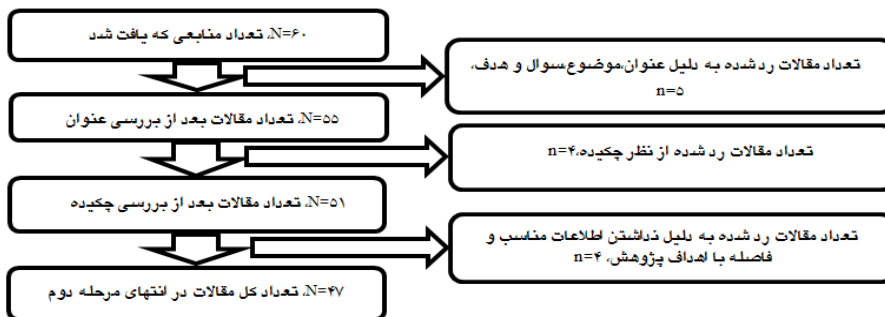 N=۶۰، تعداد منابعی که یافت شد
تعداد مقالات رد شده به دلیل عنوان،موضوع،سوال و هدف،
n=۵
N=۵۵، تعداد مقالات بعد از بررسی عنوان
تعداد مقالات رد شده از نظر چکیده،n=۴
N=۵۱، تعداد مقالات بعد از بررسی چکیده
تعداد مقالات رد شده به دلیل نداشتن اطلاعات مناسب و
فاصله با اهداف پژوهش، n=۴
N=۴۷، تعداد کل مقالات در انتهای مرحله دوم